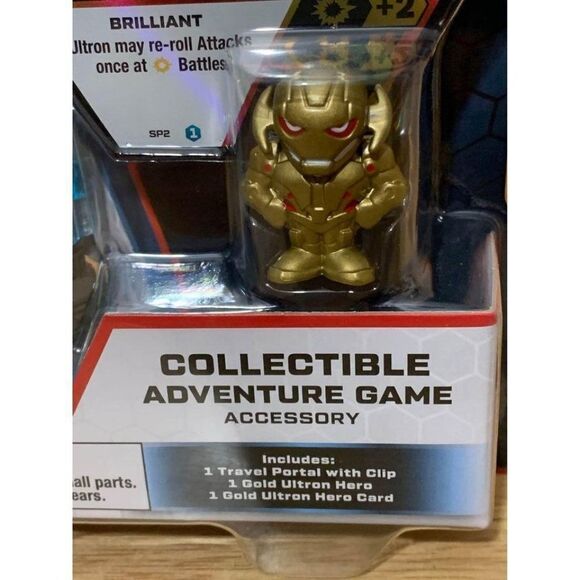 BRILLIANT
Ultron may re-roll Attacks
once at Battles
+2
SP2 1
COLLECTIBLE
ADVENTURE GAME
ACCESSORY
Includes:
1 Travel Portal with Clip
1 Gold Ultron Hero
1 Gold Ultron Hero Card
all parts.
ears.